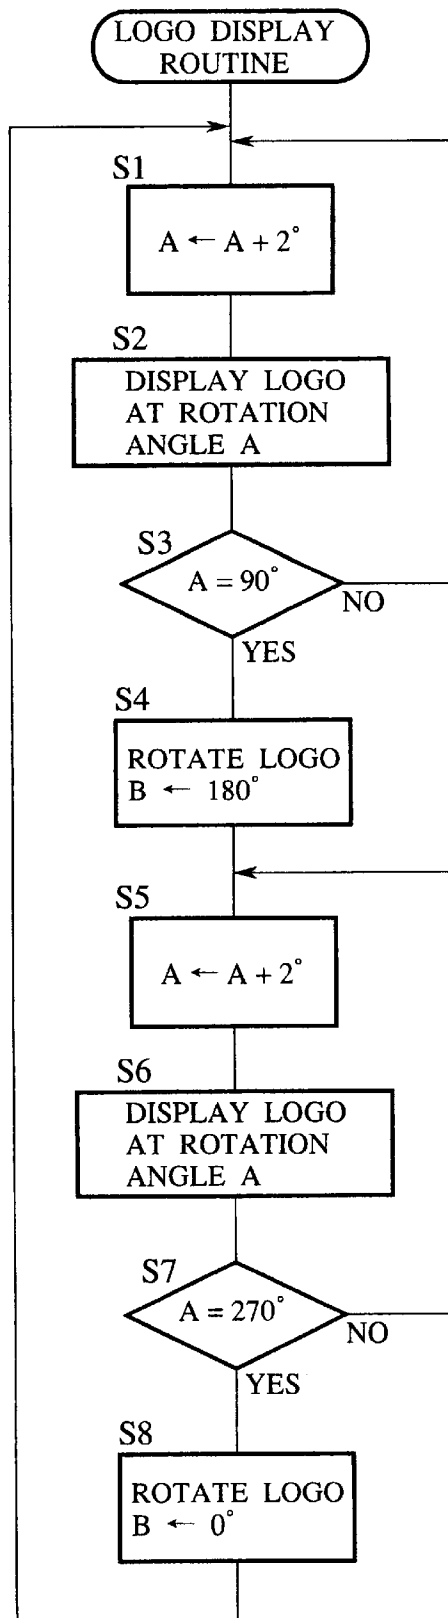 LOGO DISPLAY
ROUTINE
S1
A ← A + 2°
S2
DISPLAY LOGO
AT ROTATION
ANGLE A
S3
A = 90°
NO
YES
S4
ROTATE LOGO
B ← 180°
S5
A ← A + 2°
S6
DISPLAY LOGO
AT ROTATION
ANGLE A
S7
A = 270°
NO
YES
S8
ROTATE LOGO
B ← 0°